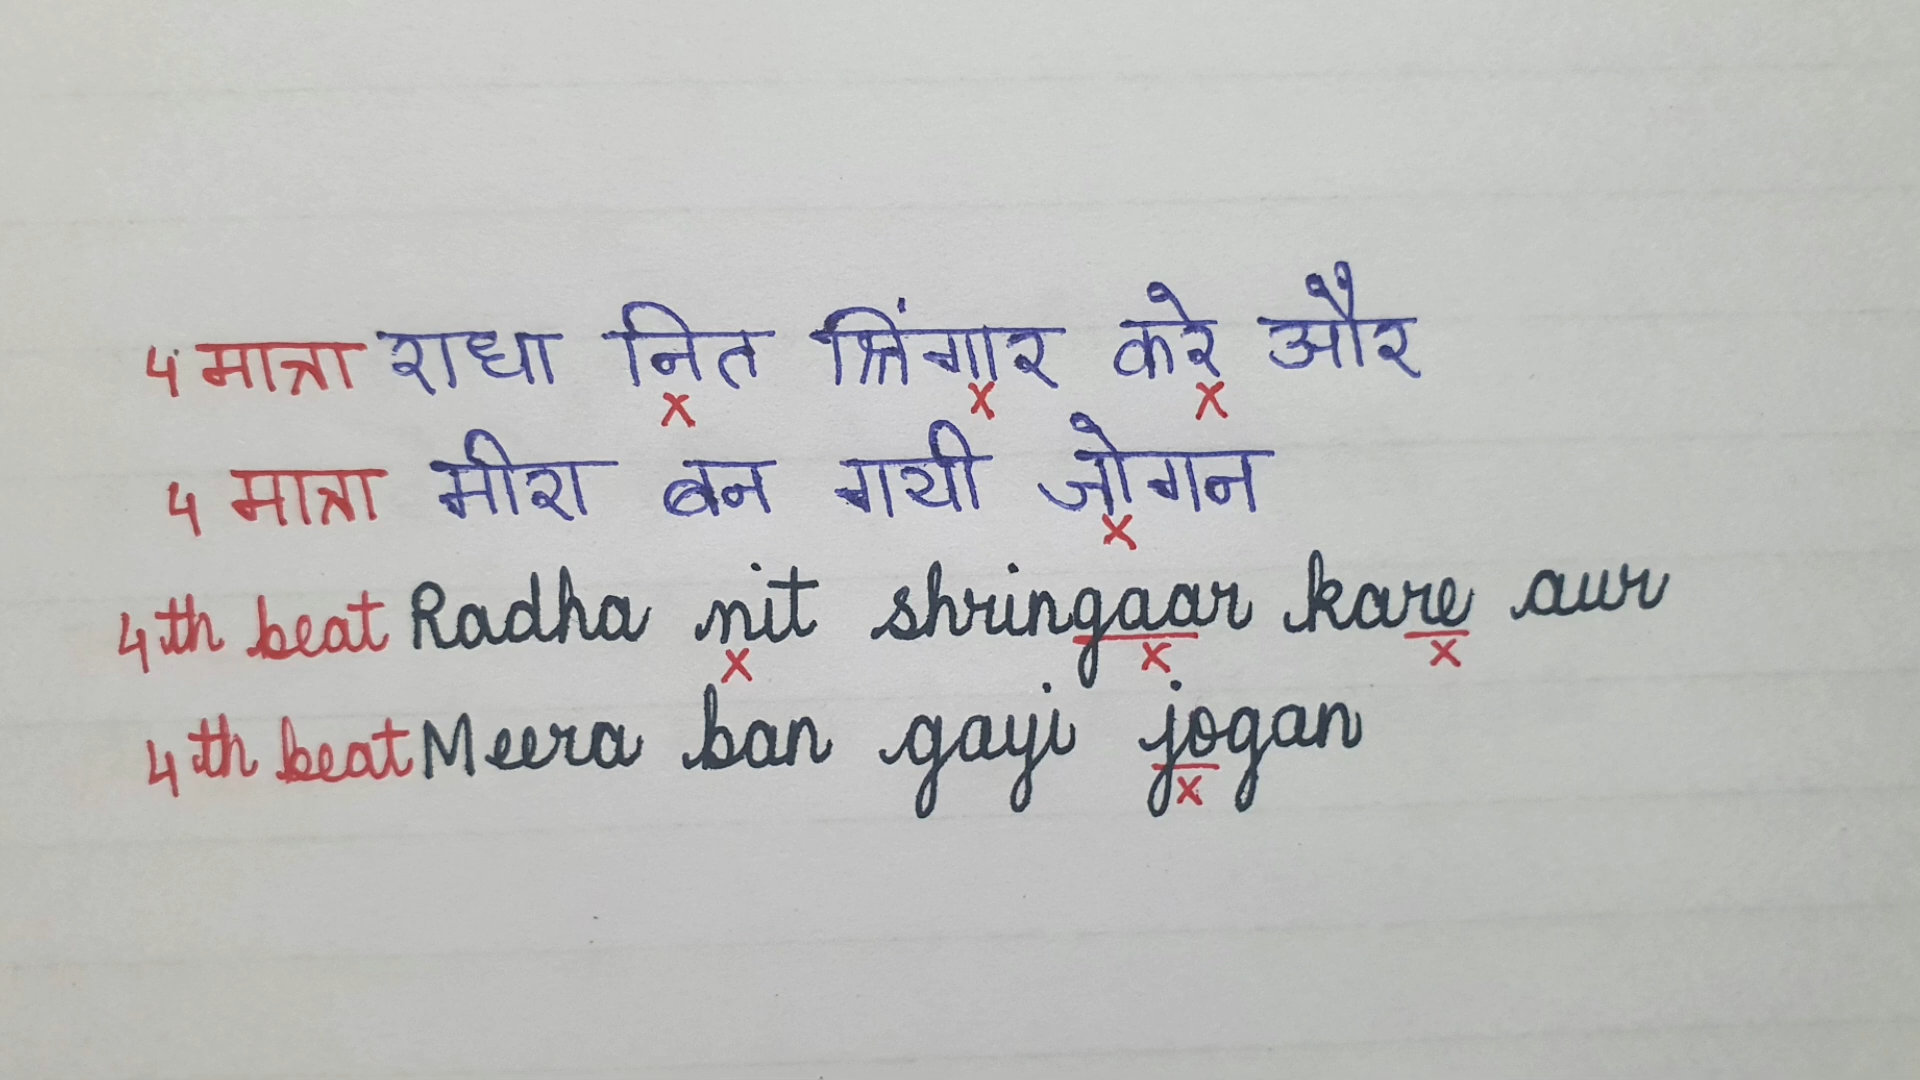 4 मात्रा राधा नित स्रिंगार करे और
x x x
4 मात्रा मीरा बन गयी जोगन
x
4th beat Radha nit shringaar kare aur
x x x
4th beat Meera ban gayi jogan
x